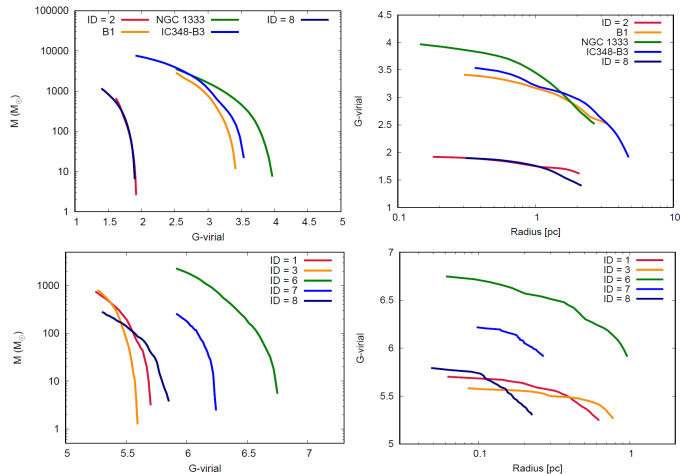 ID = 2 NGC 1333 ID = 8
B1 IC348-B3
100000
10000
1000
100
10
1
M (M⊙)
1 1.5 2 2.5 3 3.5 4 4.5 5
G-virial
ID = 2
B1
NGC 1333
IC348-B3
ID = 8
4.5
4
3.5
3
2.5
2
1.5
1
G-virial
0.1 1 10
Radius [pc]
ID = 1
ID = 3
ID = 6
ID = 7
ID = 8
1000
100
10
1
M (M⊙)
5 5.5 6 6.5 7
G-virial
ID = 1
ID = 3
ID = 6
ID = 7
ID = 8
7
6.5
6
5.5
5
G-virial
0.1 1
Radius [pc]